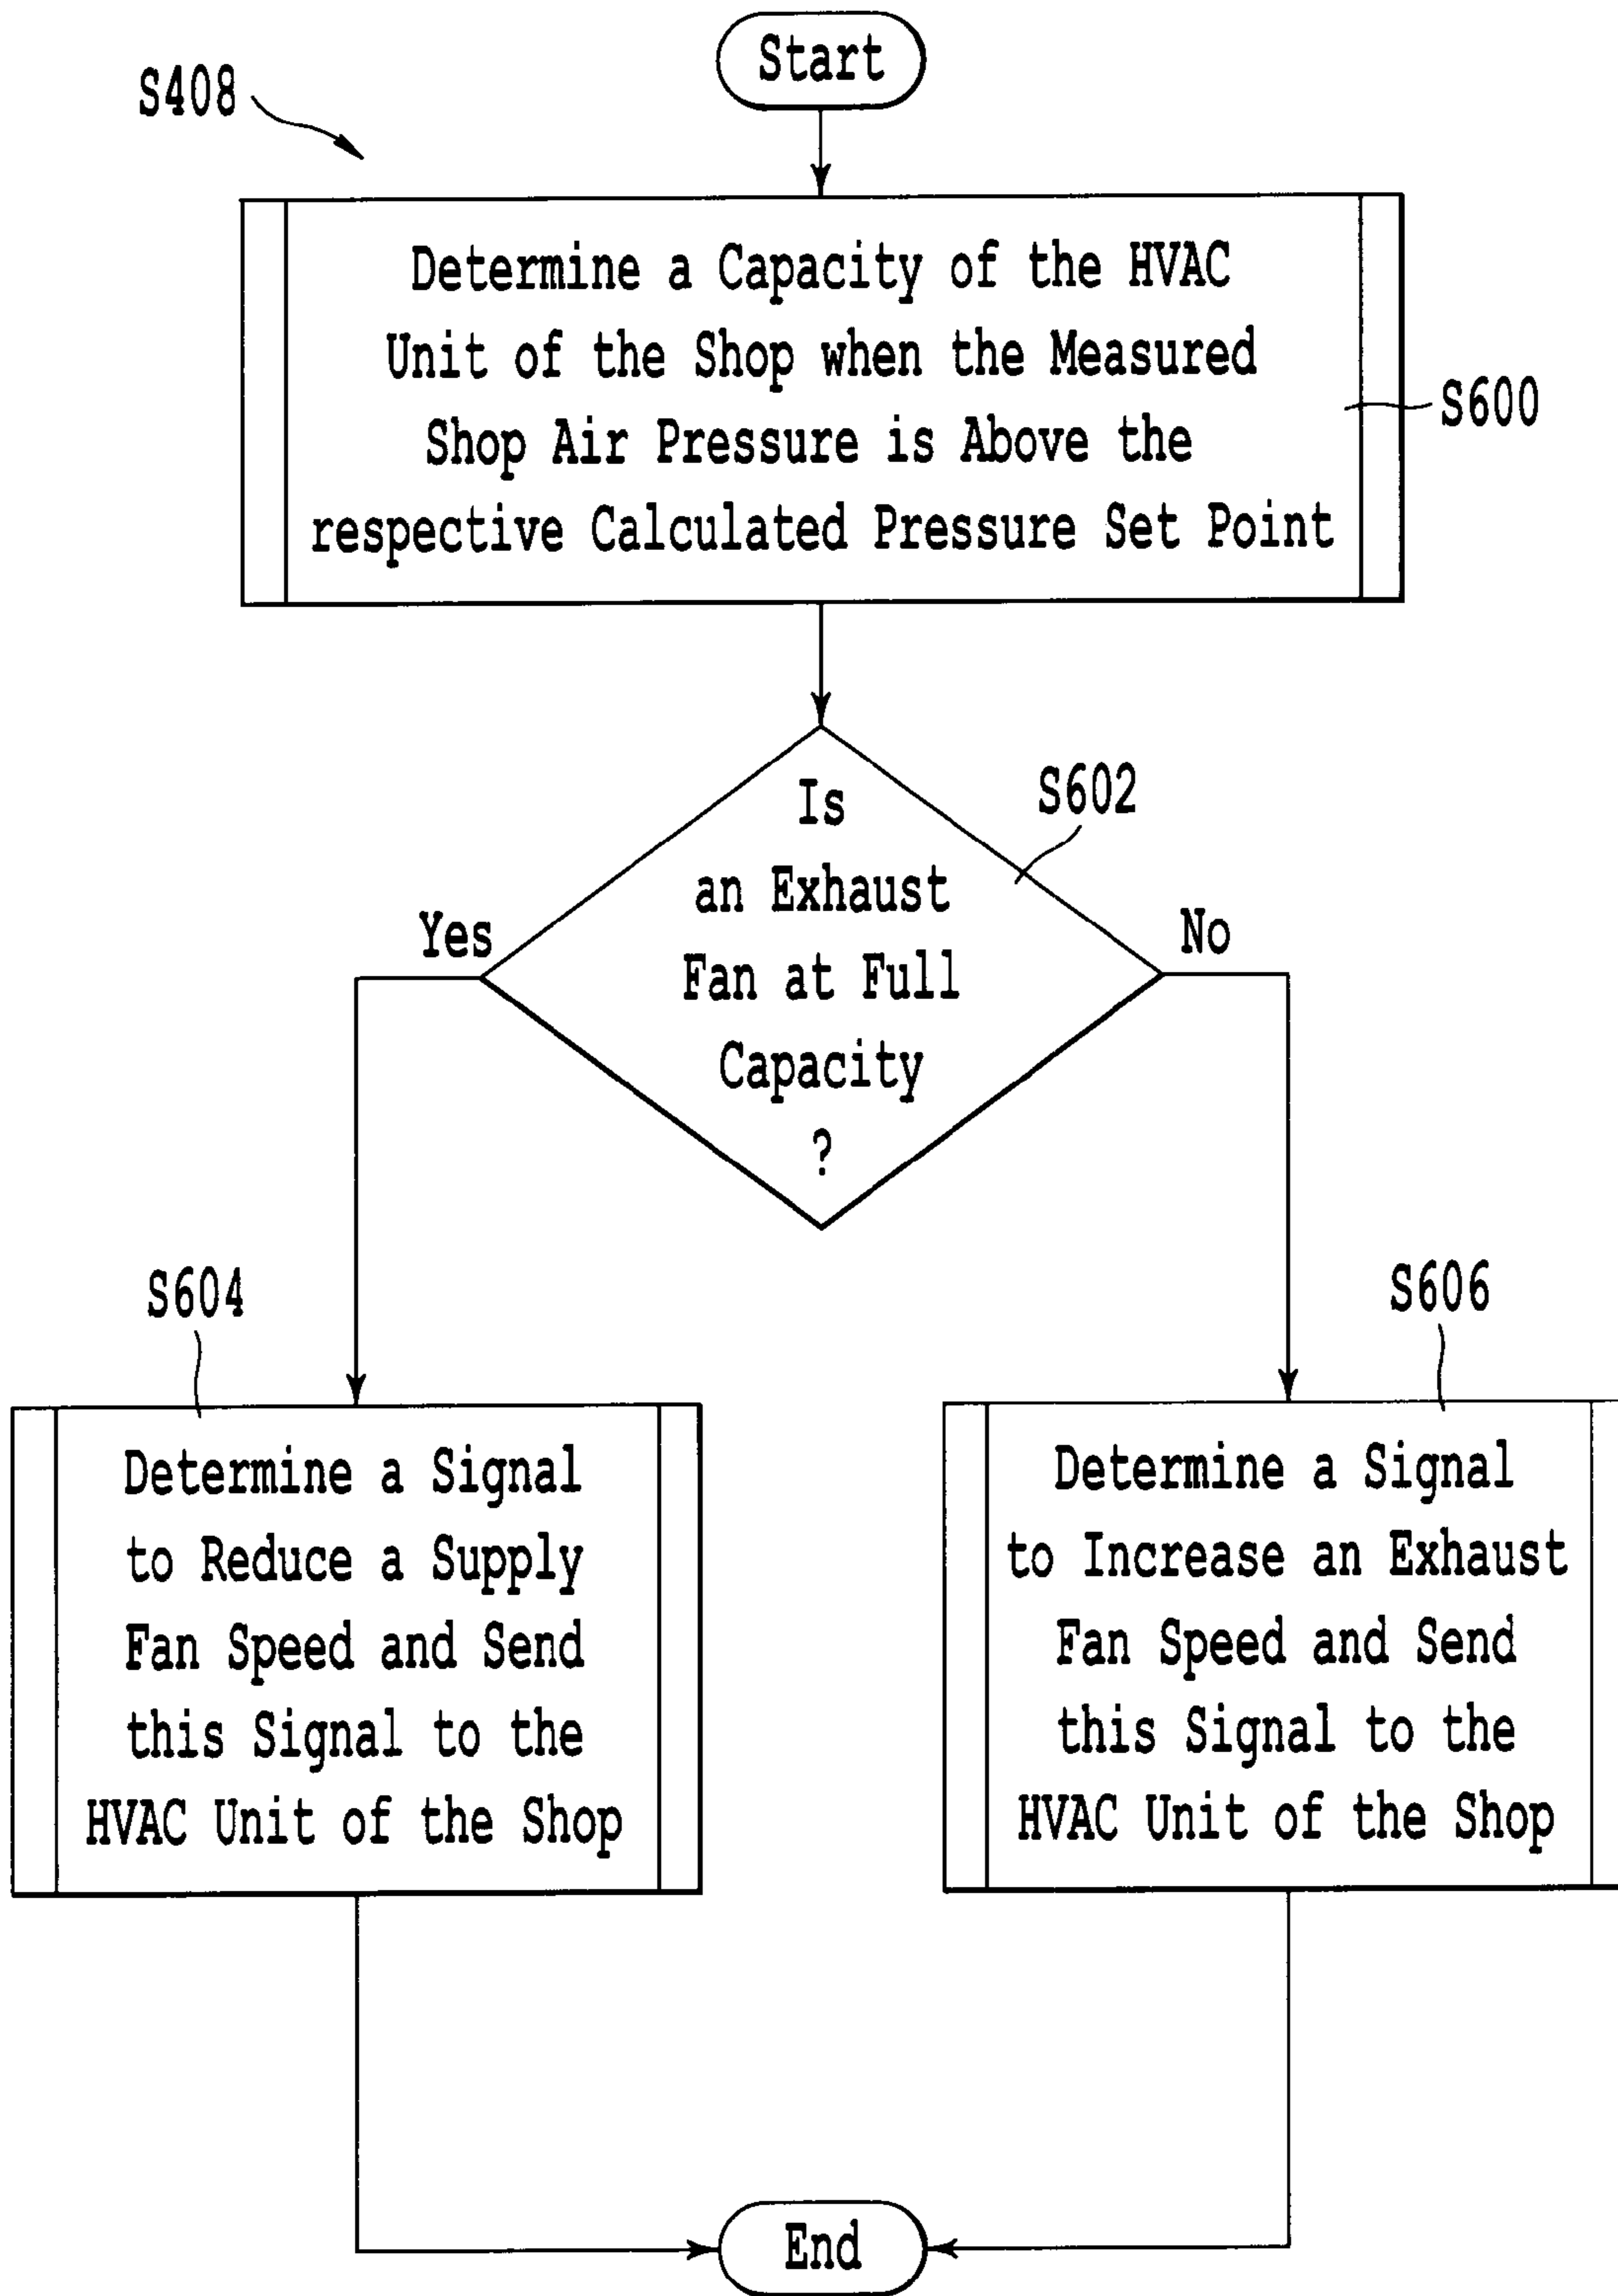 Start
S408
Determine a Capacity of the HVAC
Unit of the Shop when the Measured
Shop Air Pressure is Above the
respective Calculated Pressure Set Point
S600
Is
an Exhaust
Fan at Full
Capacity
?
S602
Yes
No
S604
Determine a Signal
to Reduce a Supply
Fan Speed and Send
this Signal to the
HVAC Unit of the Shop
S606
Determine a Signal
to Increase an Exhaust
Fan Speed and Send
this Signal to the
HVAC Unit of the Shop
End